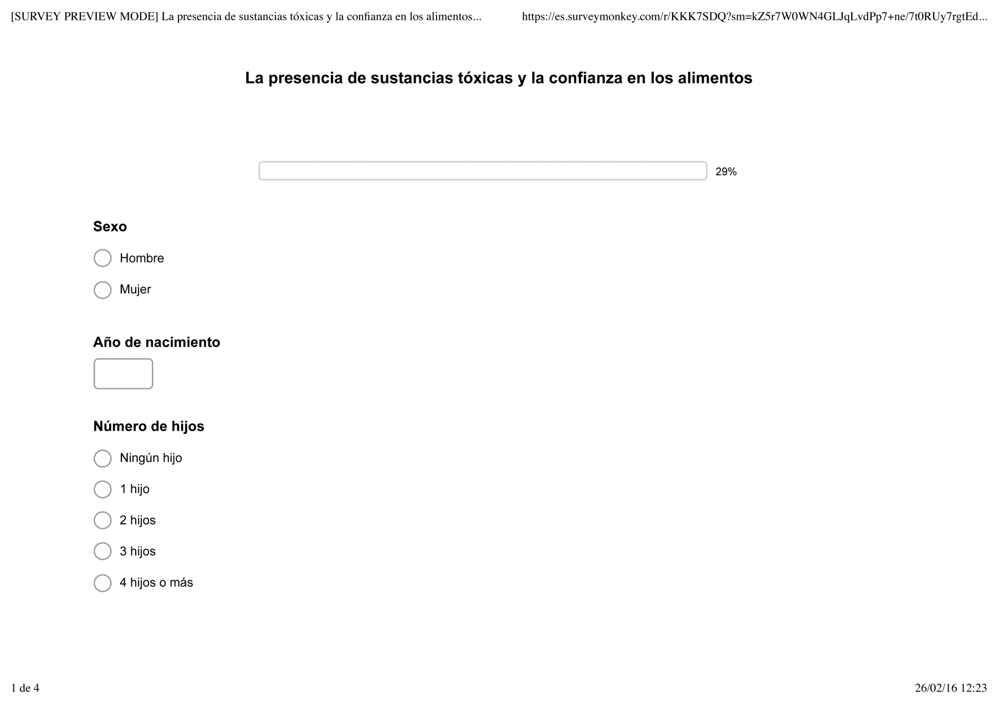 [SURVEY PREVIEW MODE] La presencia de sustancias tóxicas y la confianza en los alimentos...
https://es.surveymonkey.com/r/KKK7SDQ?sm=kZ5r7W0WN4GLJqLvdPp7+ne/7t0RUy7rgtEd...
La presencia de sustancias tóxicas y la confianza en los alimentos
29%
Sexo
Hombre
Mujer
Año de nacimiento
Número de hijos
Ningún hijo
1 hijo
2 hijos
3 hijos
4 hijos o más
1 de 4
26/02/16 12:23